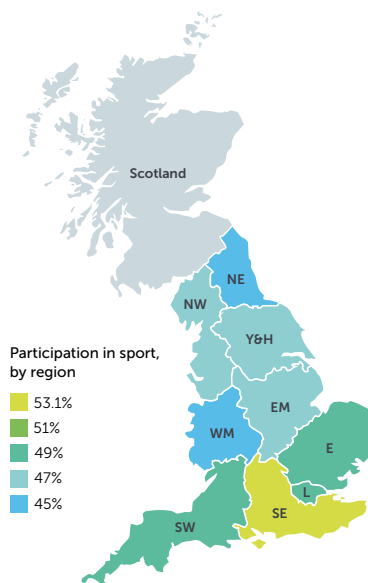 Scotland
NE
NW
Y&H
Participation in sport,
by region
53.1%
51%
49%
47%
45%
EM
WM
E
L
SE
SW